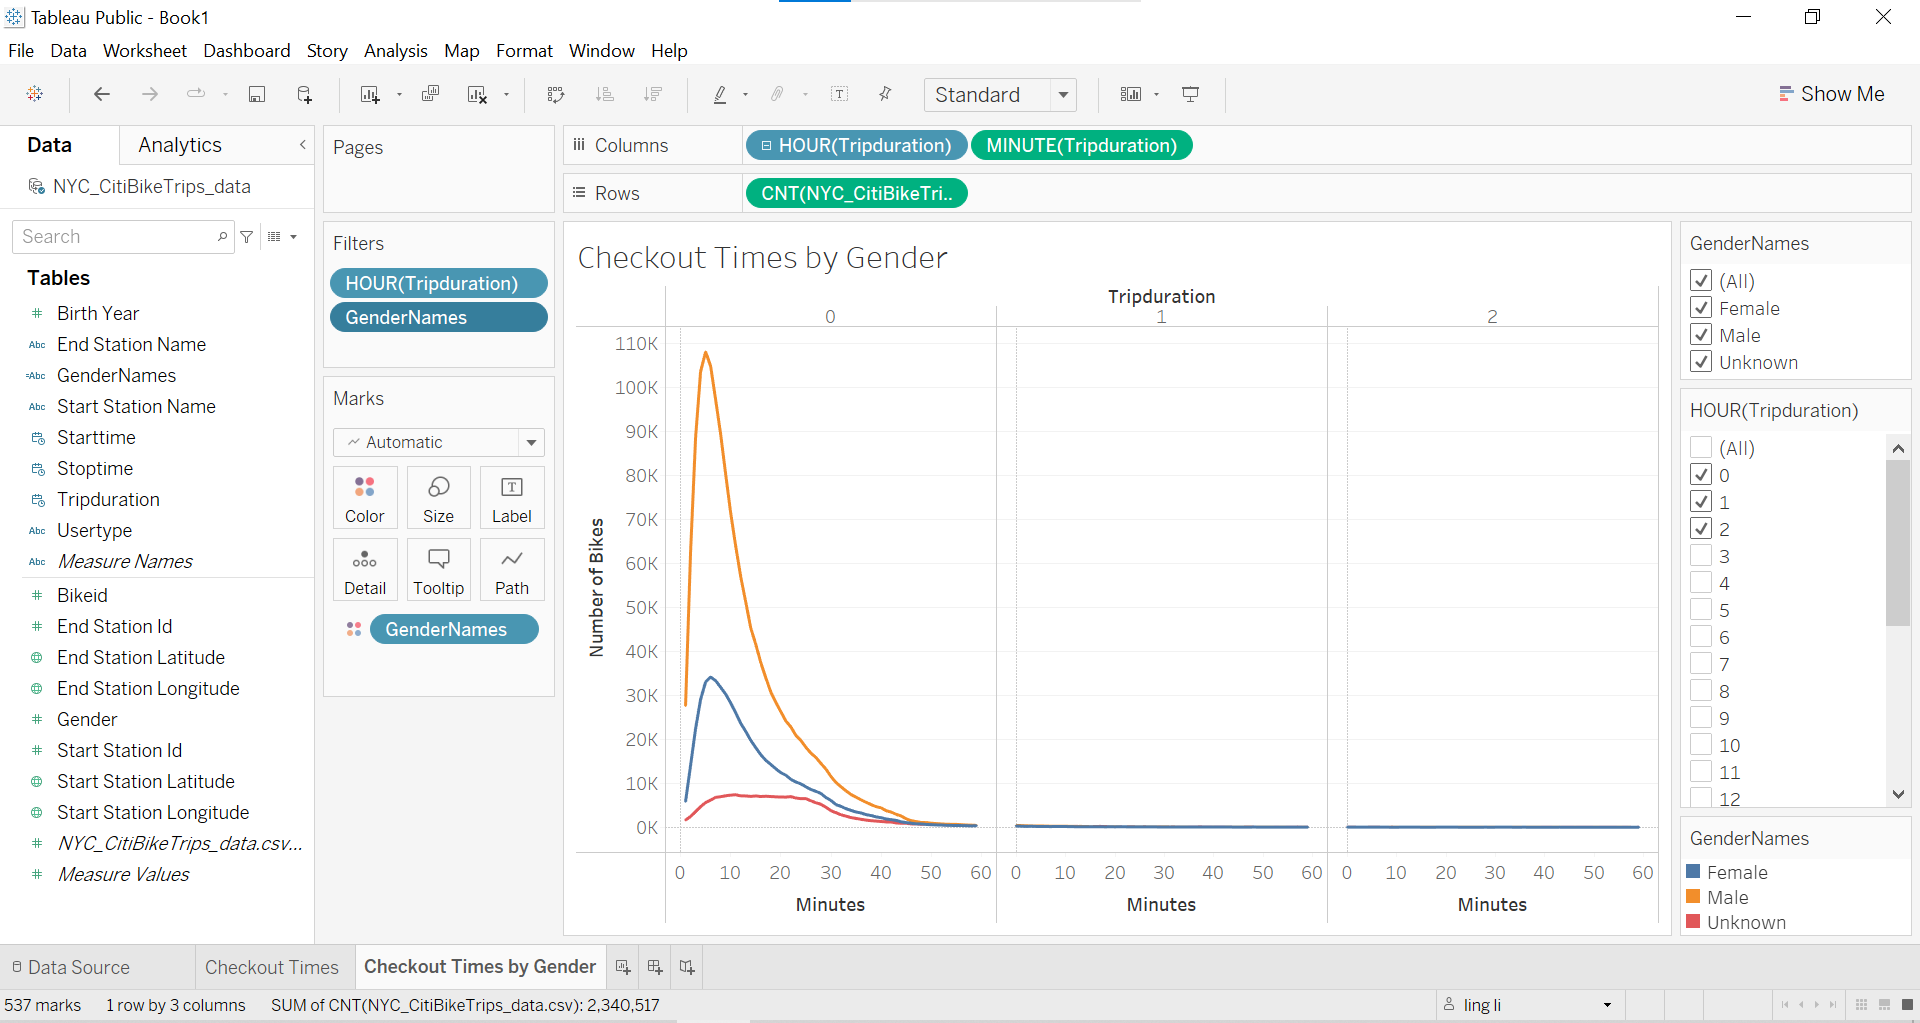 Tableau Public - Book1
File Data Worksheet Dashboard Story Analysis Map Format Window Help
Standard
Show Me
Data Analytics
NYC_CitiBikeTrips_data
Search
Tables
# Birth Year
Abc End Station Name
=Abc GenderNames
Abc Start Station Name
Starttime
Stoptime
Tripduration
Abc Usertype
Abc Measure Names
# Bikeid
# End Station Id
End Station Latitude
End Station Longitude
# Gender
# Start Station Id
Start Station Latitude
Start Station Longitude
# NYC_CitiBikeTrips_data.csv...
# Measure Values
Pages
Filters
HOUR(Tripduration)
GenderNames
Marks
Automatic
Color Size Label
Detail Tooltip Path
GenderNames
Columns HOUR(Tripduration) MINUTE(Tripduration)
Rows CNT(NYC_CitiBikeTri..
Checkout Times by Gender
Tripduration
0 1 2
110K
100K
90K
80K
70K
60K
50K
40K
30K
20K
10K
0K
Number of Bikes
0 10 20 30 40 50 60 0 10 20 30 40 50 60 0 10 20 30 40 50 60
Minutes Minutes Minutes
GenderNames
(All)
Female
Male
Unknown
HOUR(Tripduration)
(All)
0
1
2
3
4
5
6
7
8
9
10
11
12
GenderNames
Female
Male
Unknown
Data Source Checkout Times Checkout Times by Gender
537 marks 1 row by 3 columns SUM of CNT(NYC_CitiBikeTrips_data.csv): 2,340,517 ling li